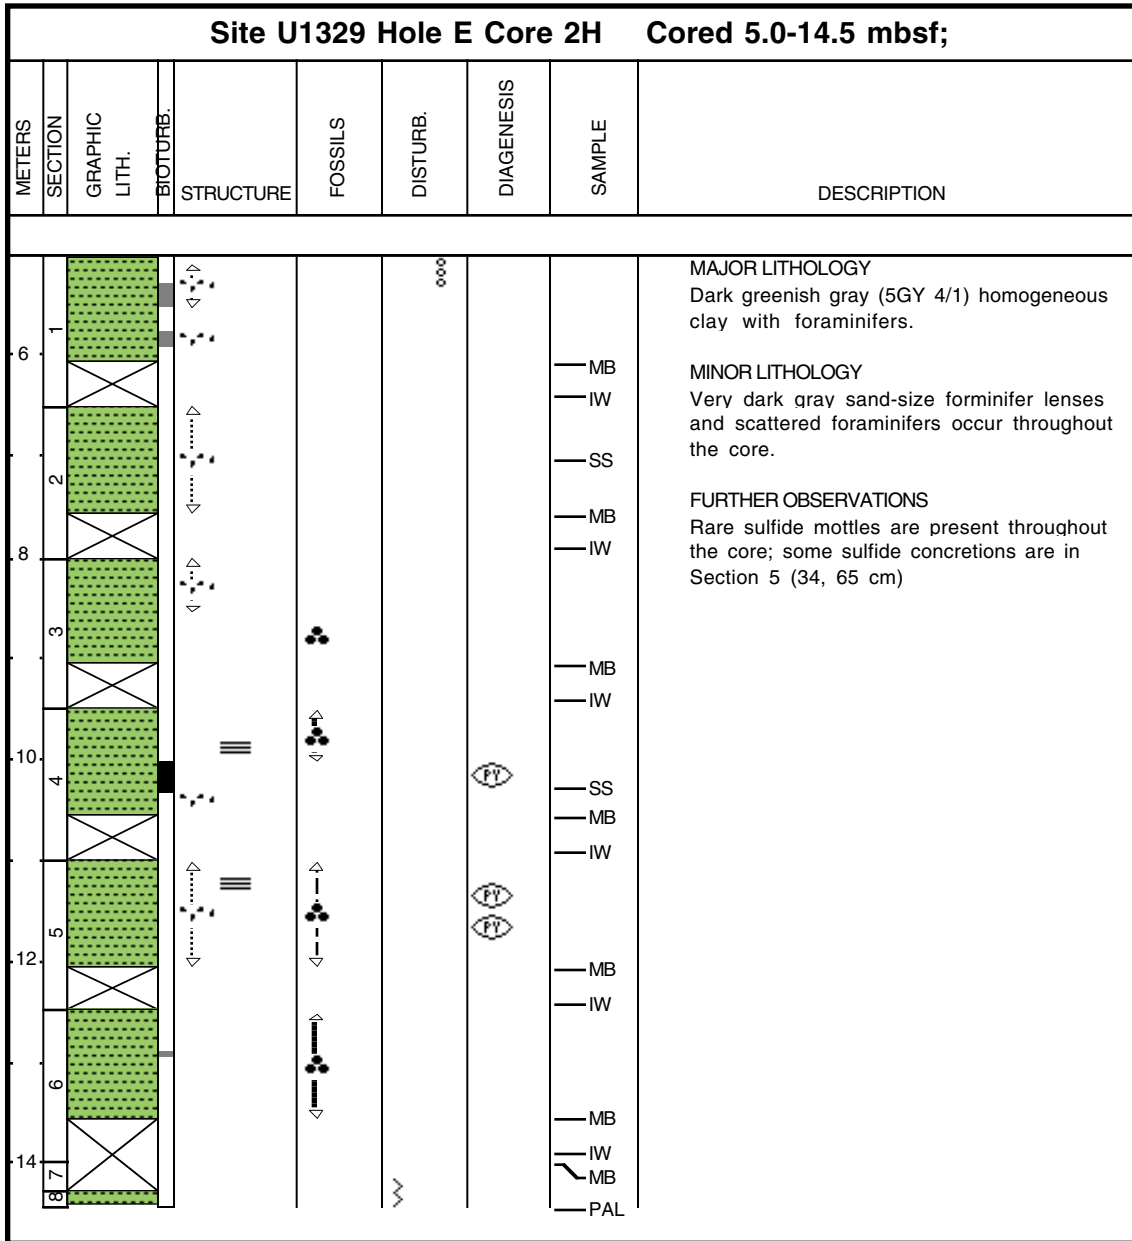 Site U1329 Hole E Core 2H Cored 5.0-14.5 mbsf;
METERS
SECTION
GRAPHIC
LITH.
BIOTURB.
STRUCTURE
FOSSILS
DISTURB.
DIAGENESIS
SAMPLE
DESCRIPTION
MAJOR LITHOLOGY
Dark greenish gray (5GY 4/1) homogeneous
clay with foraminifers.
MINOR LITHOLOGY
Very dark gray sand-size forminifer lenses
and scattered foraminifers occur throughout
the core.
FURTHER OBSERVATIONS
Rare sulfide mottles are present throughout
the core; some sulfide concretions are in
Section 5 (34, 65 cm)
1
6
MB
IW
2
SS
MB
8
IW
3
MB
IW
10
4
PY
SS
MB
IW
PY
5
PY
12
MB
IW
6
MB
14
IW
7
MB
8
PAL